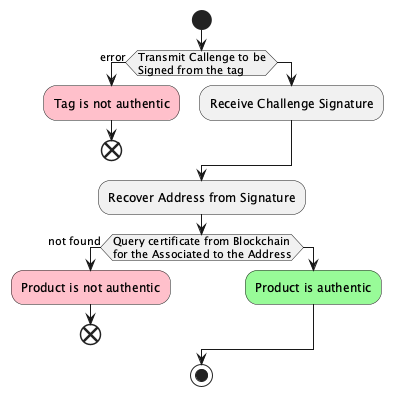 error
Transmit Callenge to be
Signed from the tag
Tag is not authentic
Receive Challenge Signature
Recover Address from Signature
not found
Query certificate from Blockchain
for the Associated to the Address
Product is not authentic
Product is authentic